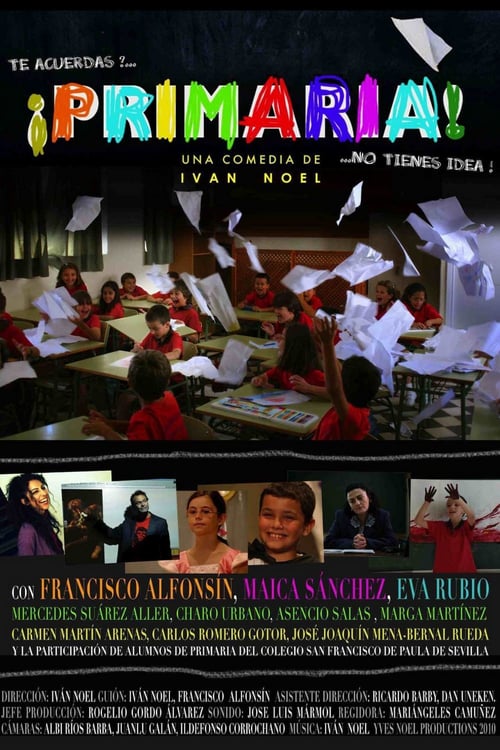 TE ACUERDAS ?...
¡PRIMARIA!
UNA COMEDIA DE
IVAN NOEL
...NO TIENES IDEA !
CON FRANCISCO ALFONSÍN, MAICA SÁNCHEZ, EVA RUBIO
MERCEDES SUÁREZ ALLER, CHARO URBANO, ASENCIO SALAS , MARGA MARTÍNEZ
CARMEN MARTÍN ARENAS, CARLOS ROMERO GOTOR, JOSÉ JOAQUÍN MENA-BERNAL RUEDA
Y LA PARTICIPACIÓN DE ALUMNOS DE PRIMARIA DEL COLEGIO SAN FRANCISCO DE PAULA DE SEVILLA
DIRECCIÓN: IVÁN NOEL GUIÓN: IVÁN NOEL, FRANCISCO ALFONSÍN ASISTENTE DIRECCIÓN: RICARDO BARBY, DAN UNEKEN.
JEFE PRODUCCIÓN: ROGELIO GORDO ÁLVAREZ SONIDO: JOSE LUIS MÁRMOL REGIDORA: MARIÁNGELES CAMUÑEZ
CÁMARAS: ALBI RÍOS BARBA, JUANLU GALÁN, ILDEFONSO CORROCHANO MÚSICA: IVÁN NOEL YVES NOEL PRODUCTIONS 2018